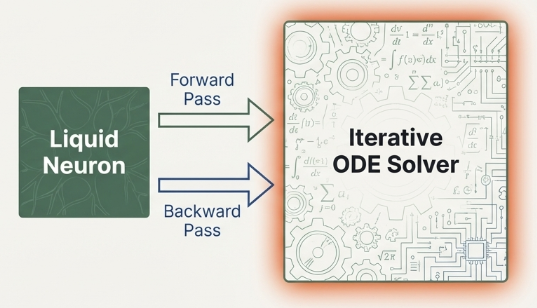 Forward
Pass
Liquid
Neuron
Iterative
ODE Solver
Backward
Pass